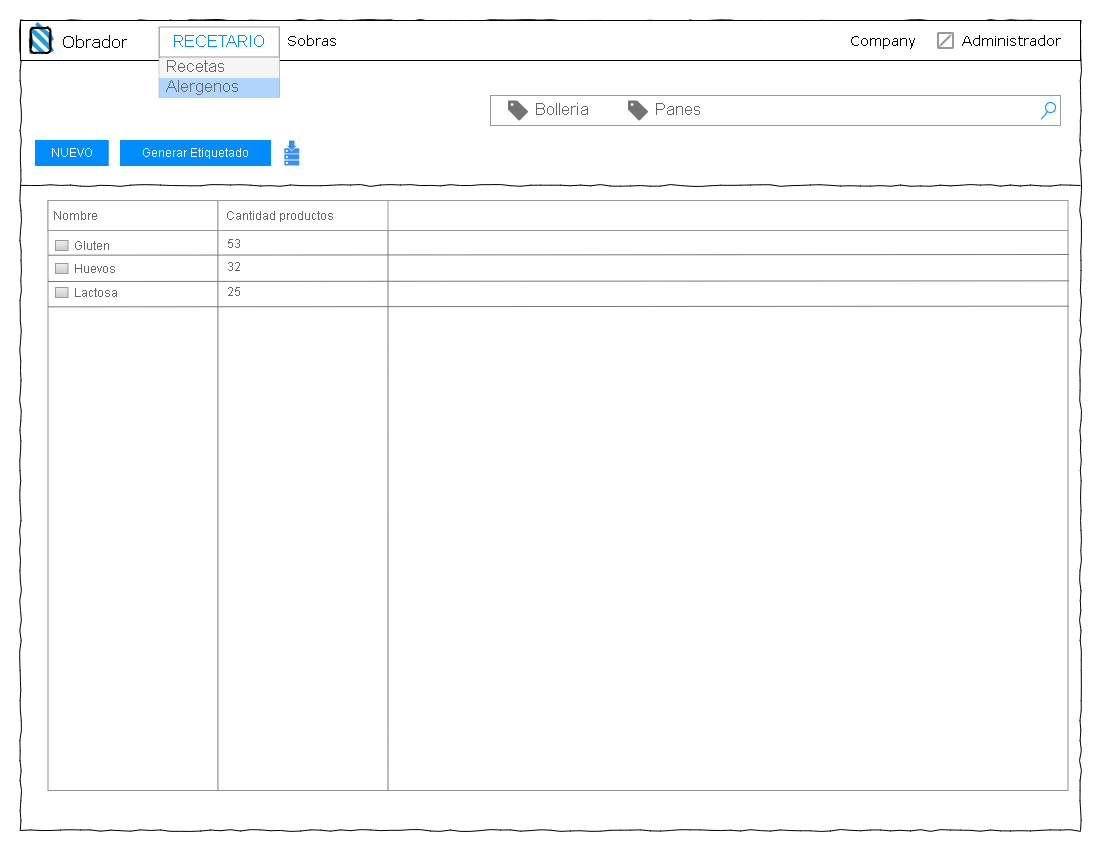 Obrador RECETARIO Sobras Company Administrador
Recetas
Alergenos
Bolleria Panes
NUEVO Generar Etiquetado
Nombre Cantidad productos
Gluten 53
Huevos 32
Lactosa 25